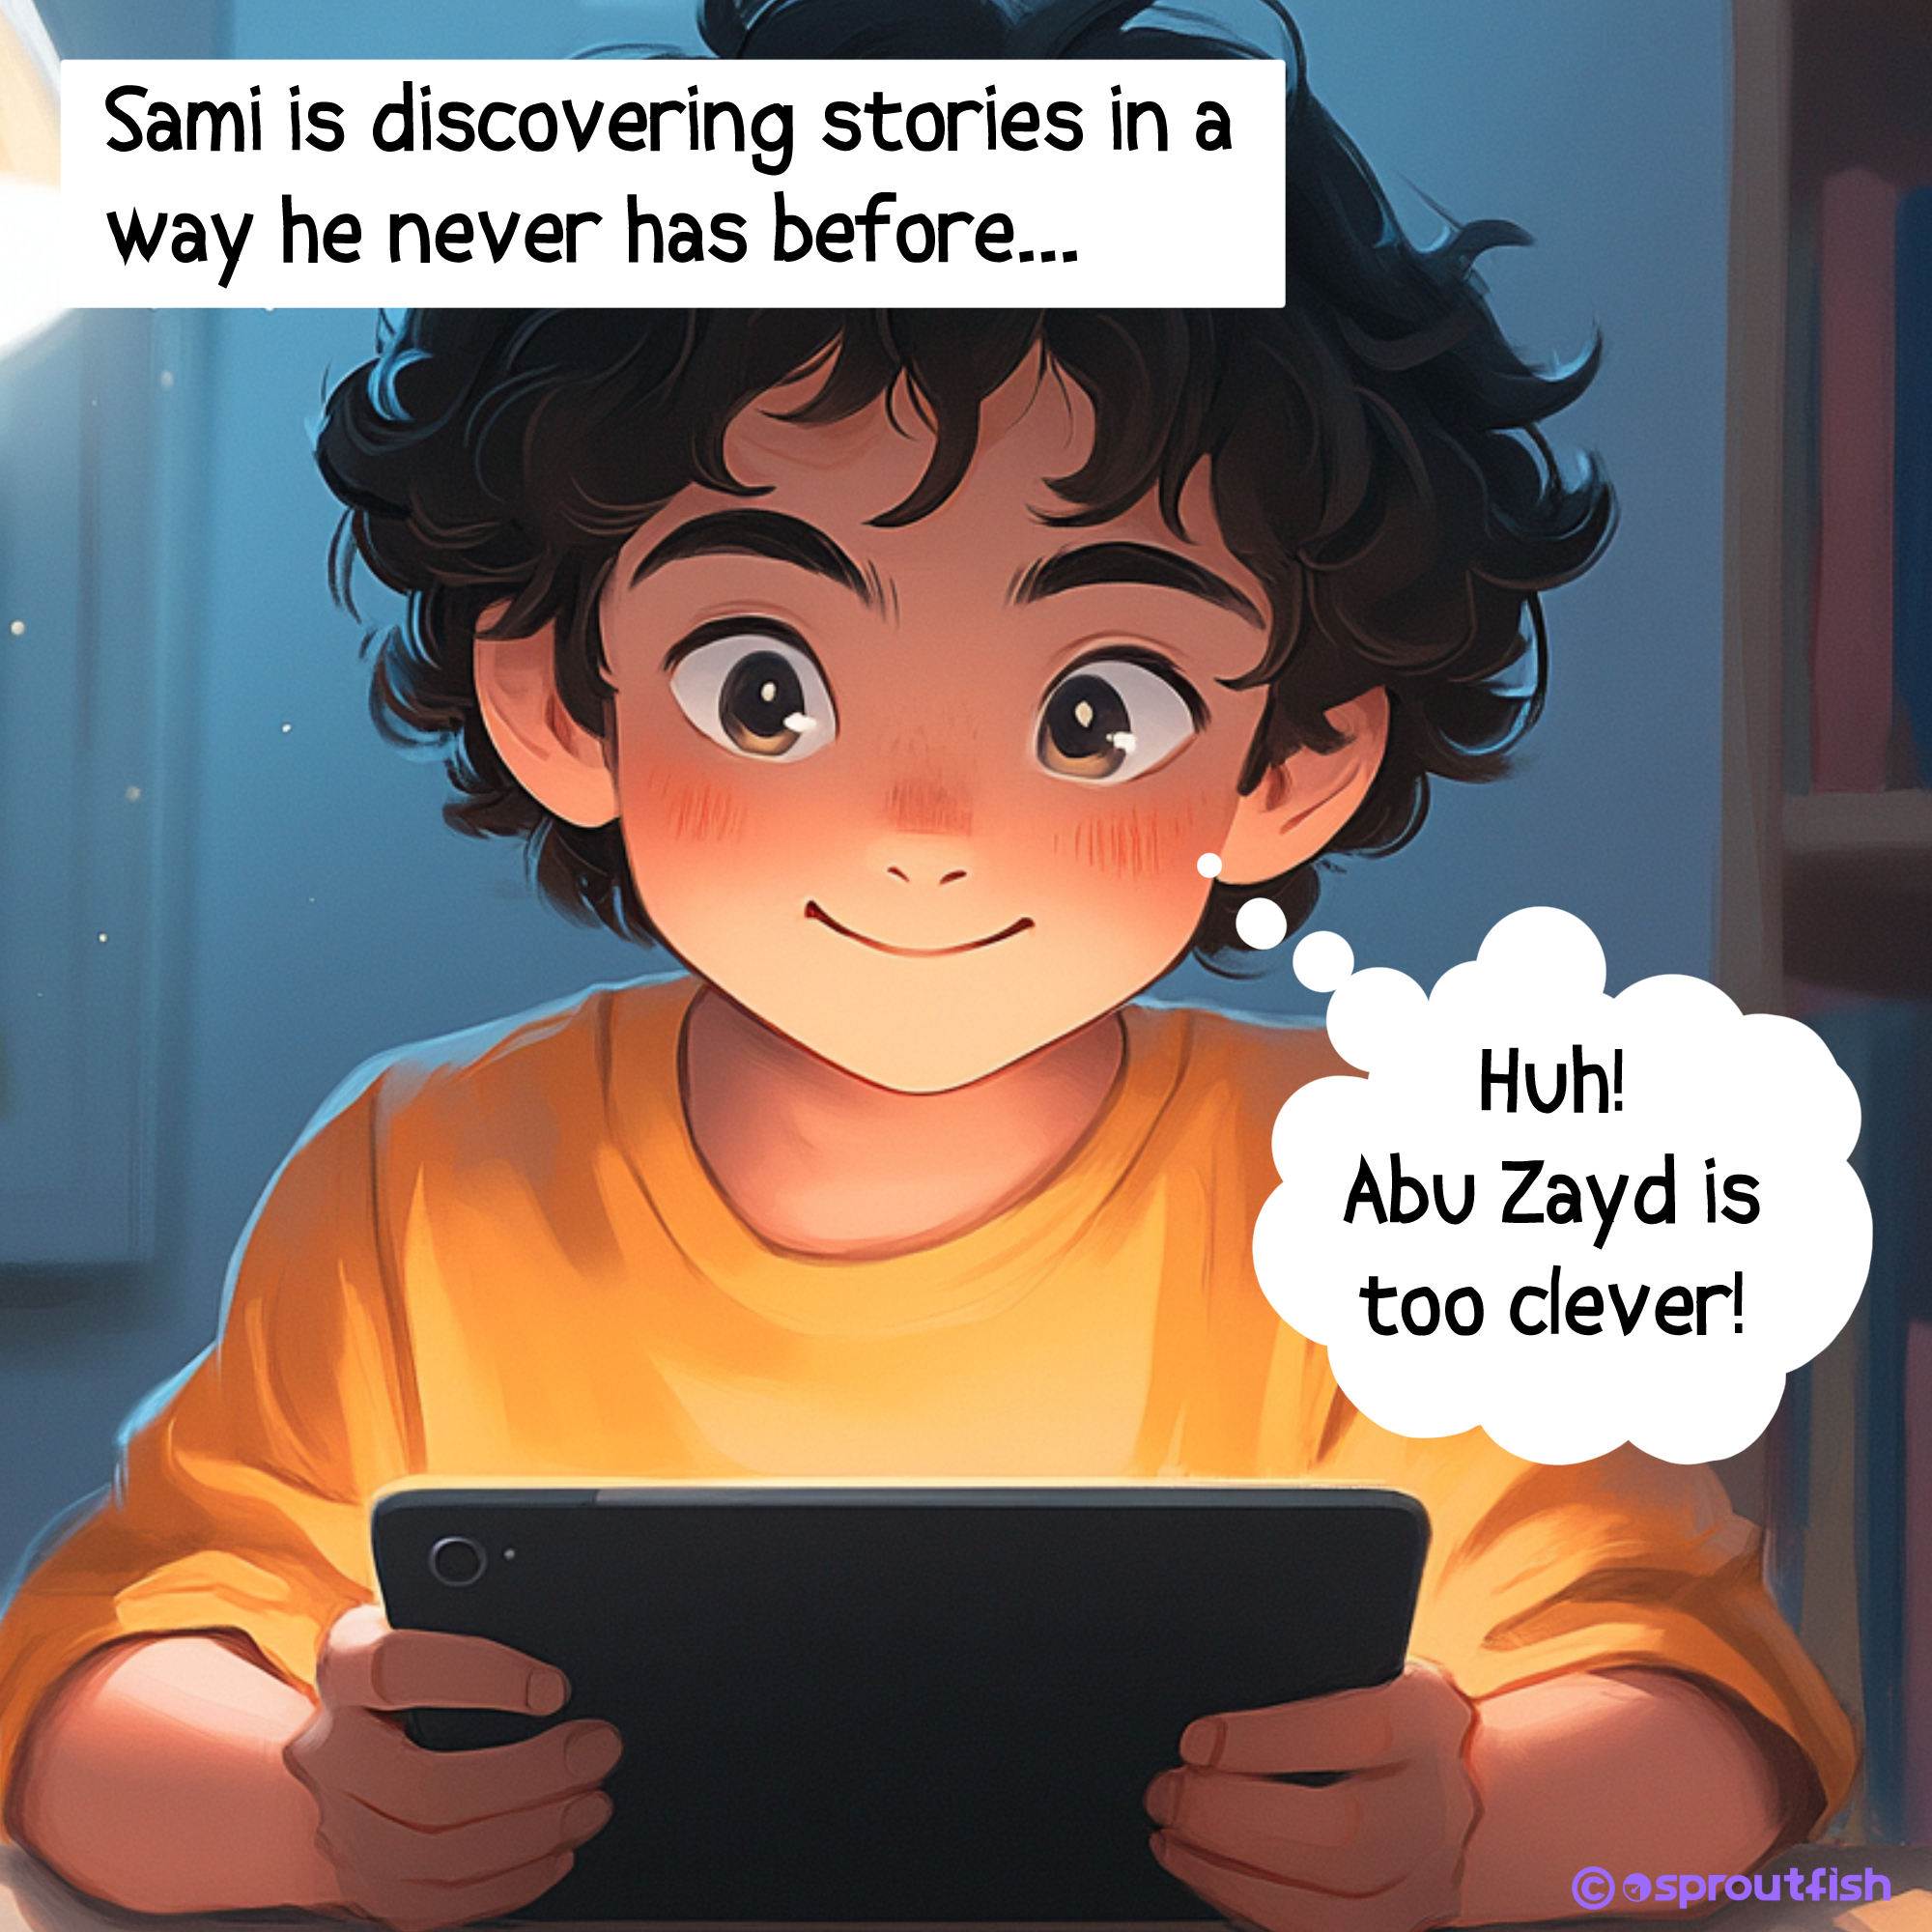 Sami is discovering stories in a
way he never has before...
Huh!
Abu Zayd is
too clever!
© sproutfish